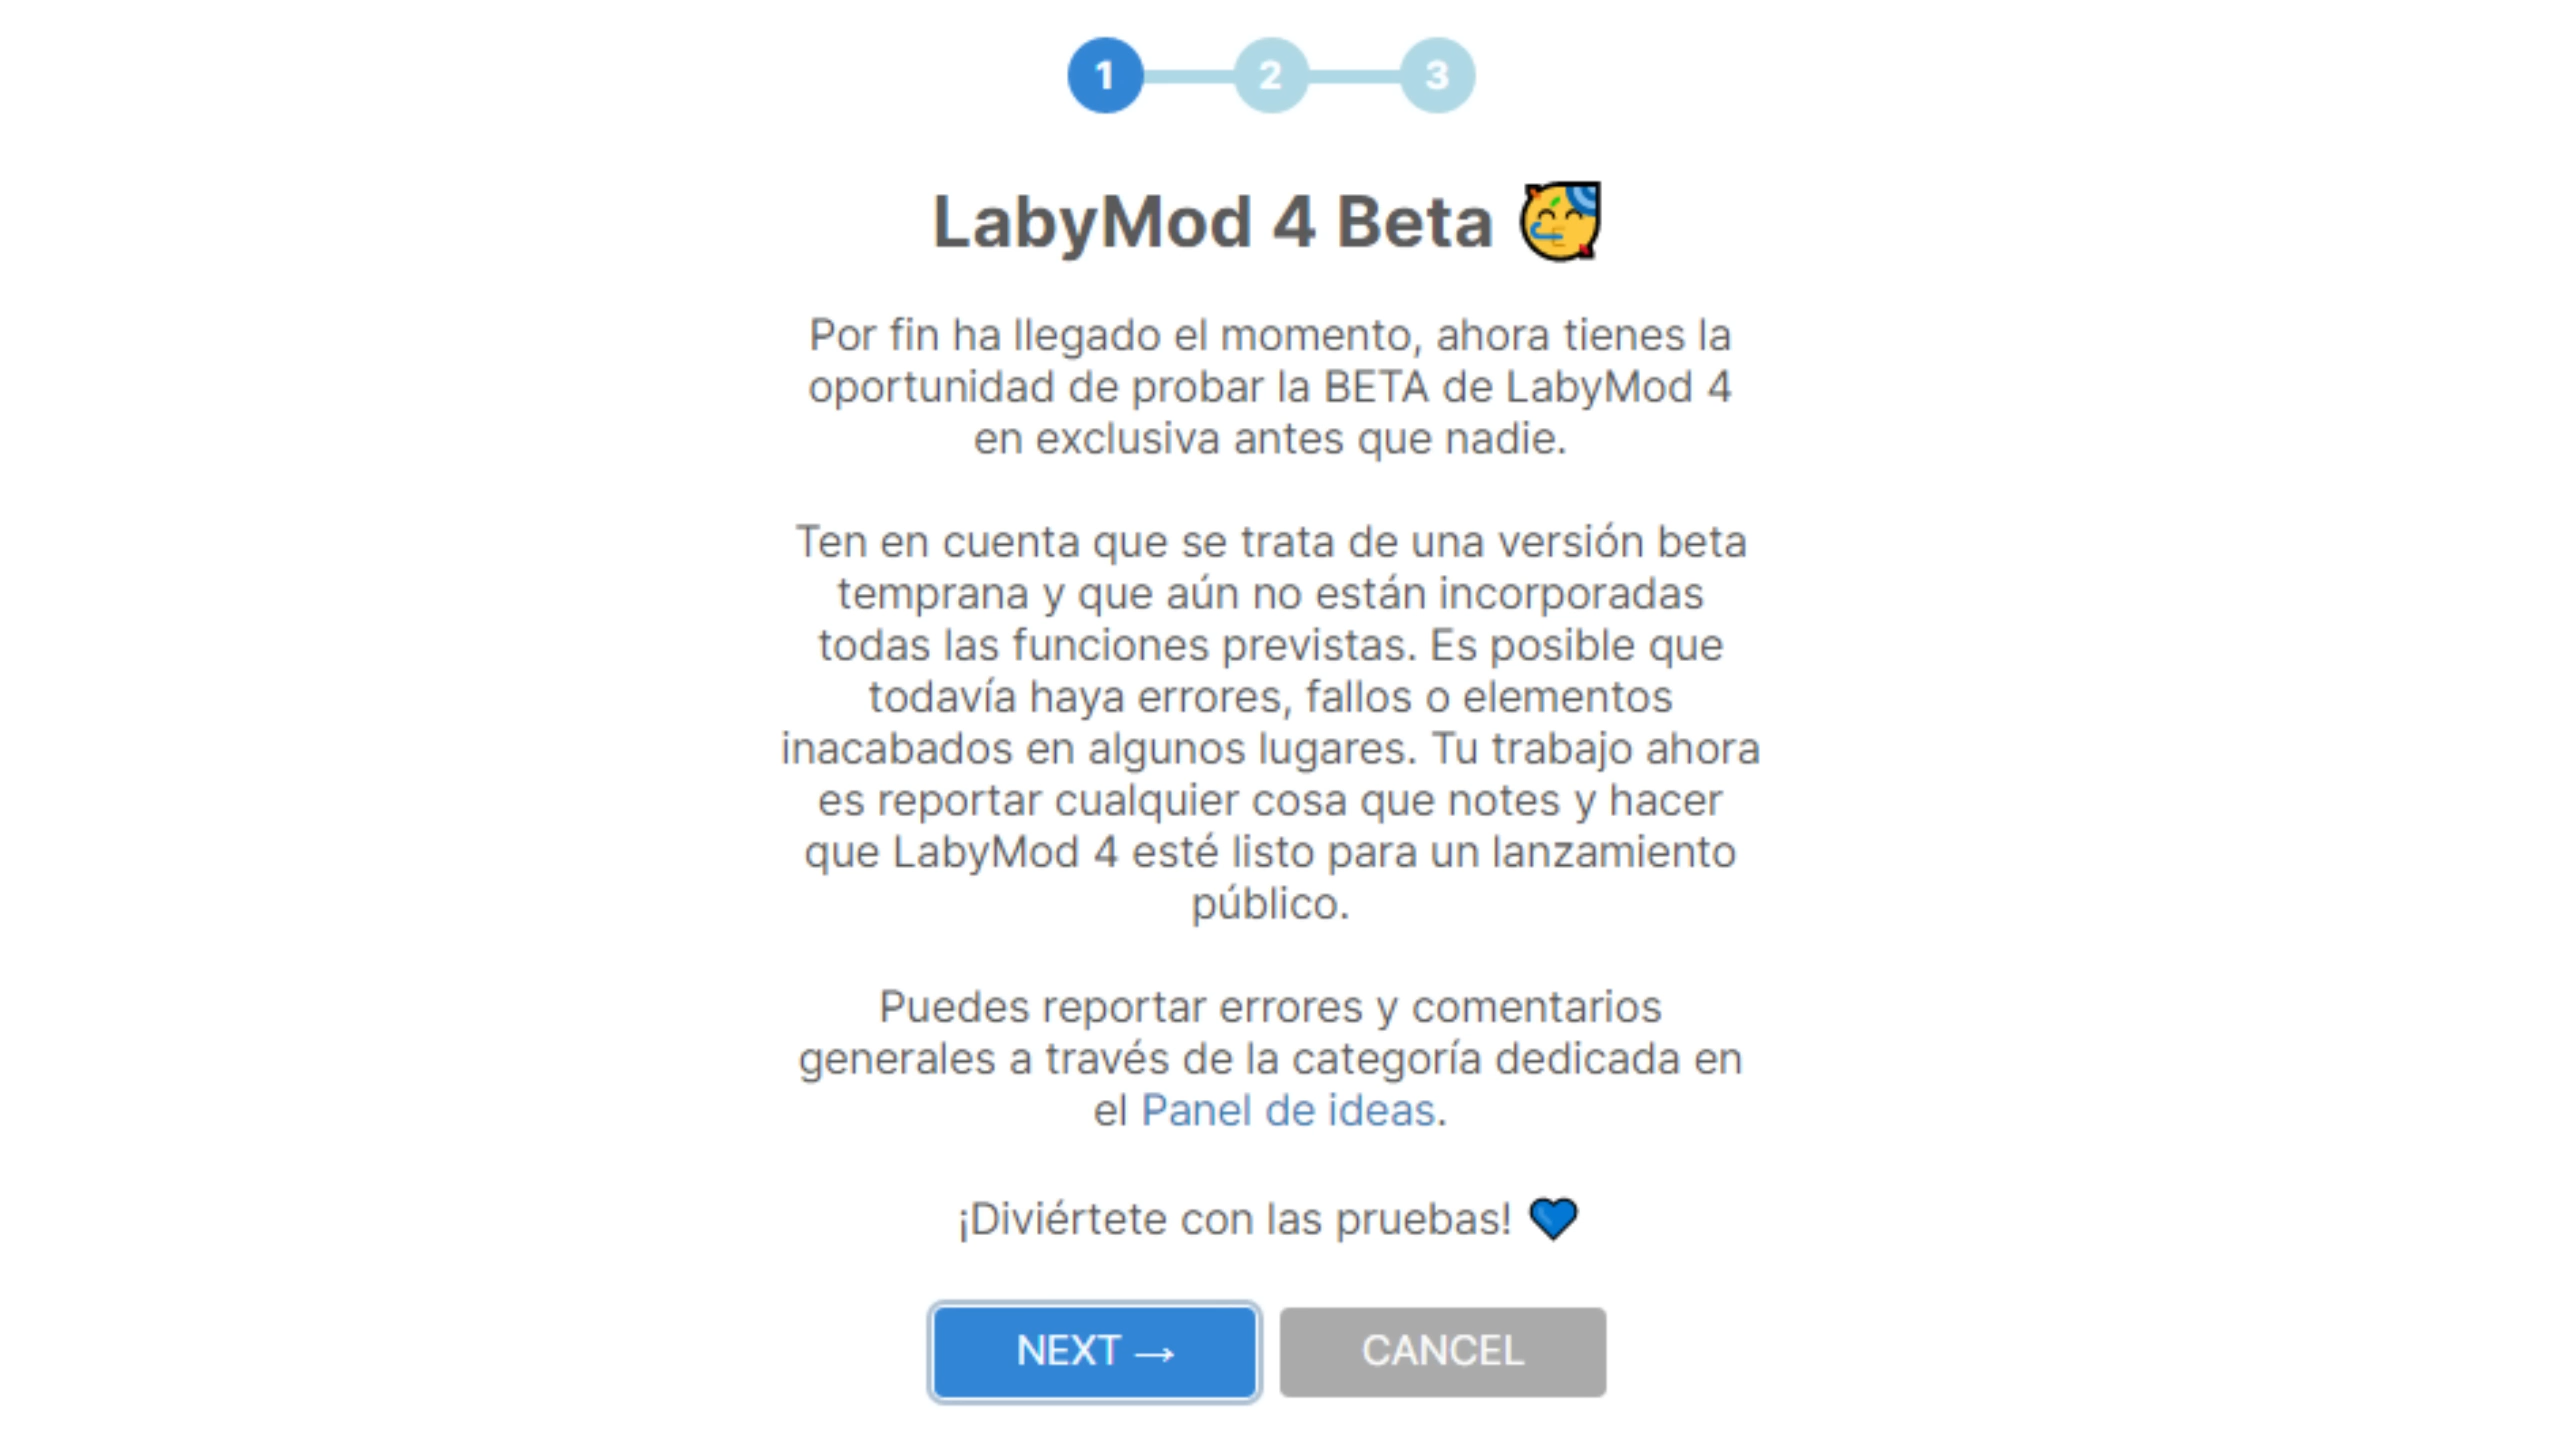 1 2 3
LabyMod 4 Beta 🥳
Por fin ha llegado el momento, ahora tienes la
oportunidad de probar la BETA de LabyMod 4
en exclusiva antes que nadie.
Ten en cuenta que se trata de una versión beta
temprana y que aún no están incorporadas
todas las funciones previstas. Es posible que
todavía haya errores, fallos o elementos
inacabados en algunos lugares. Tu trabajo ahora
es reportar cualquier cosa que notes y hacer
que LabyMod 4 esté listo para un lanzamiento
público.
Puedes reportar errores y comentarios
generales a través de la categoría dedicada en
el Panel de ideas.
¡Diviértete con las pruebas! 💙
NEXT → CANCEL